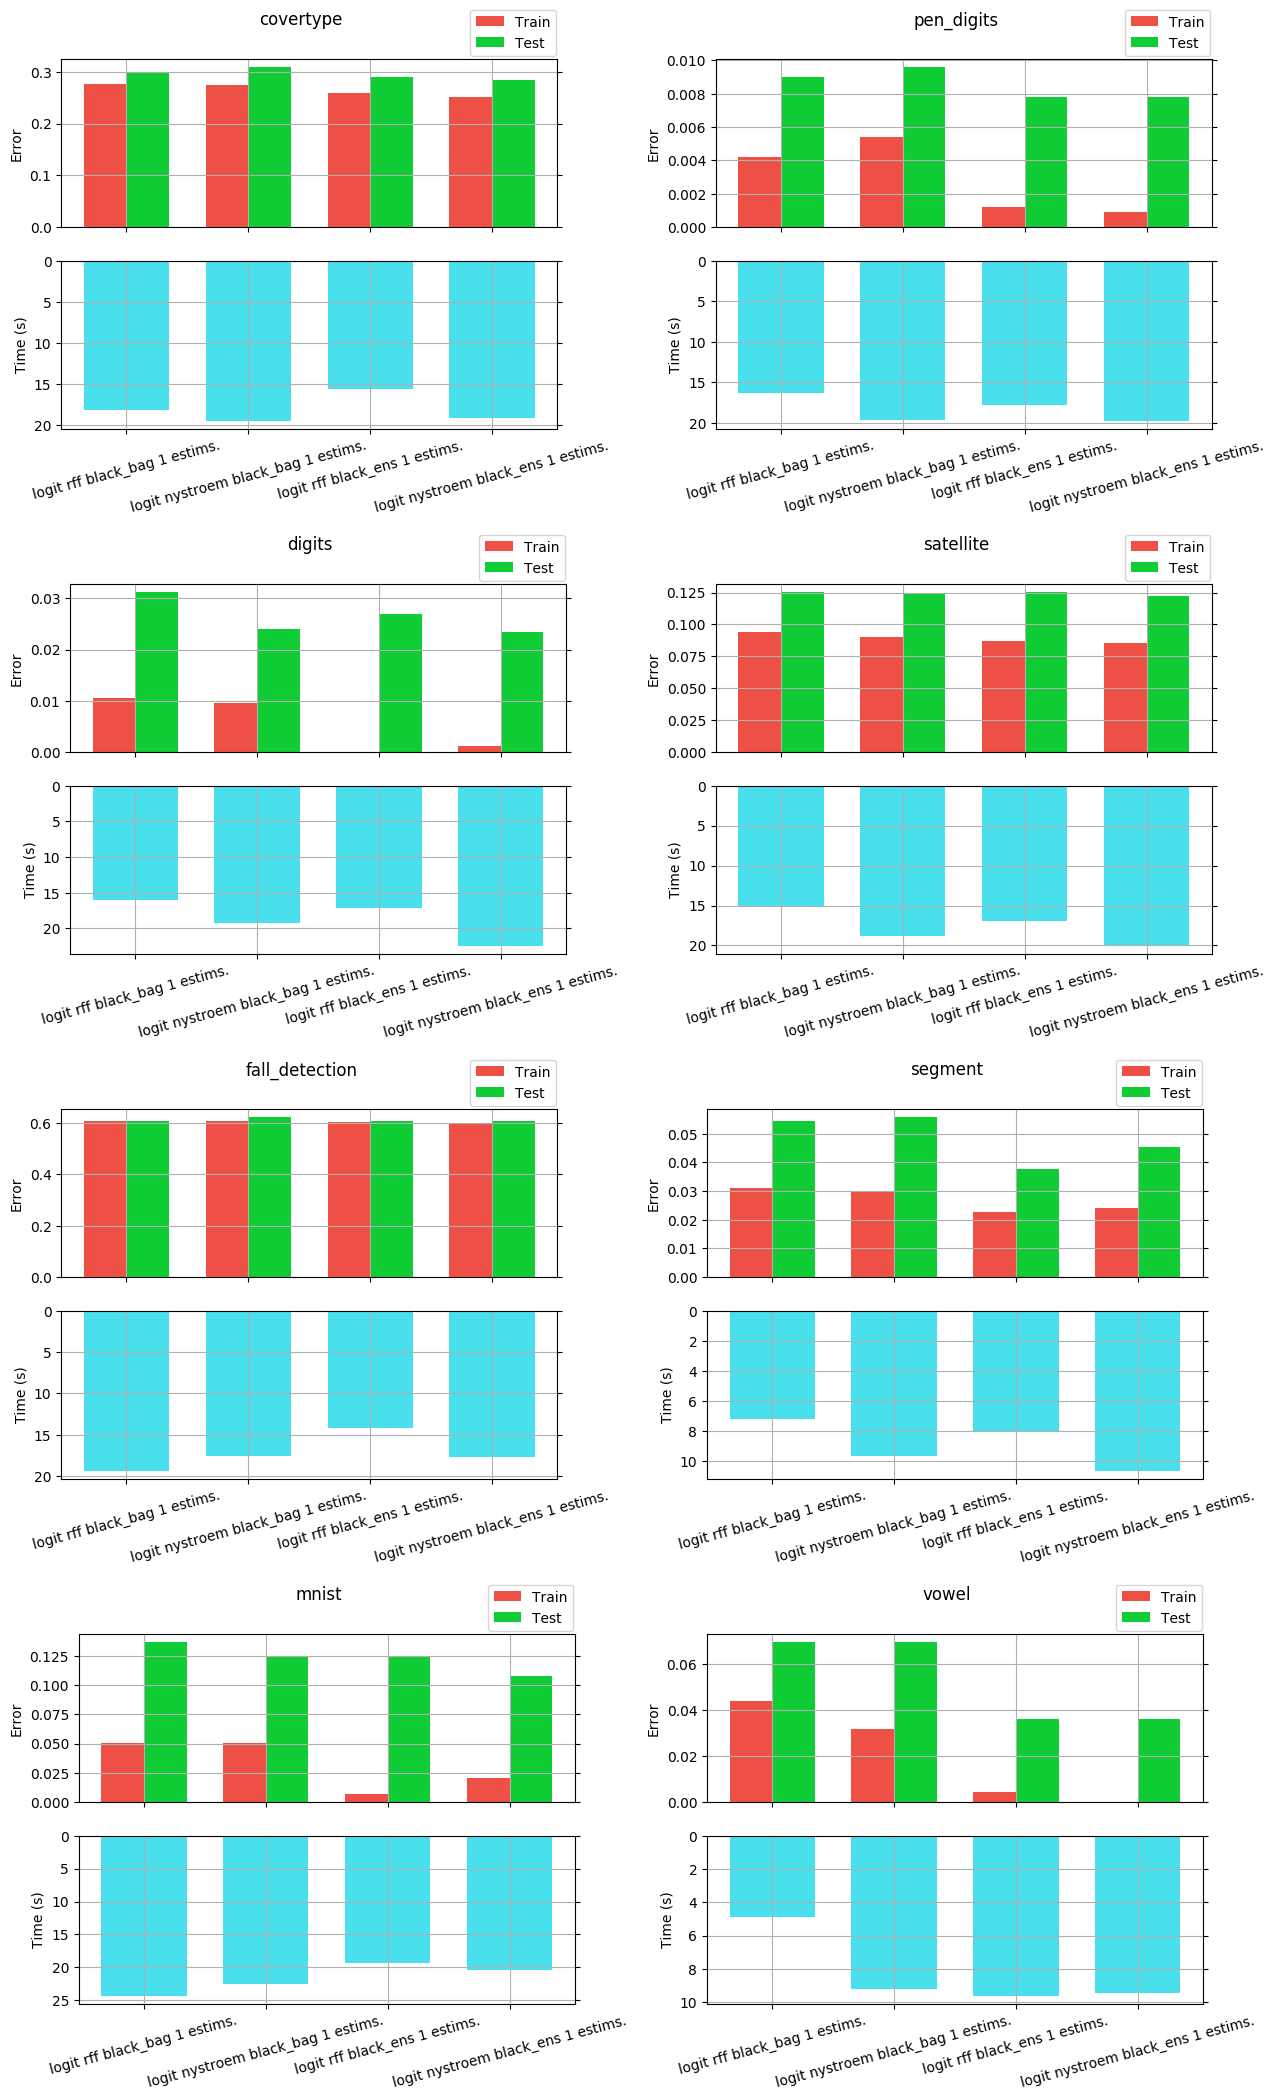 covertype
Train
Test
Error
0.3
0.2
0.1
0.0
Time (s)
0
5
10
15
20
logit rff black_bag 1 estims.
logit nystroem black_bag 1 estims.
logit rff black_ens 1 estims.
logit nystroem black_ens 1 estims.
pen_digits
Train
Test
Error
0.010
0.008
0.006
0.004
0.002
0.000
Time (s)
0
5
10
15
20
logit rff black_bag 1 estims.
logit nystroem black_bag 1 estims.
logit rff black_ens 1 estims.
logit nystroem black_ens 1 estims.
digits
Train
Test
Error
0.03
0.02
0.01
0.00
Time (s)
0
5
10
15
20
logit rff black_bag 1 estims.
logit nystroem black_bag 1 estims.
logit rff black_ens 1 estims.
logit nystroem black_ens 1 estims.
satellite
Train
Test
Error
0.125
0.100
0.075
0.050
0.025
0.000
Time (s)
0
5
10
15
20
logit rff black_bag 1 estims.
logit nystroem black_bag 1 estims.
logit rff black_ens 1 estims.
logit nystroem black_ens 1 estims.
fall_detection
Train
Test
Error
0.6
0.4
0.2
0.0
Time (s)
0
5
10
15
20
logit rff black_bag 1 estims.
logit nystroem black_bag 1 estims.
logit rff black_ens 1 estims.
logit nystroem black_ens 1 estims.
segment
Train
Test
Error
0.05
0.04
0.03
0.02
0.01
0.00
Time (s)
0
2
4
6
8
10
logit rff black_bag 1 estims.
logit nystroem black_bag 1 estims.
logit rff black_ens 1 estims.
logit nystroem black_ens 1 estims.
mnist
Train
Test
Error
0.125
0.100
0.075
0.050
0.025
0.000
Time (s)
0
5
10
15
20
25
logit rff black_bag 1 estims.
logit nystroem black_bag 1 estims.
logit rff black_ens 1 estims.
logit nystroem black_ens 1 estims.
vowel
Train
Test
Error
0.06
0.04
0.02
0.00
Time (s)
0
2
4
6
8
10
logit rff black_bag 1 estims.
logit nystroem black_bag 1 estims.
logit rff black_ens 1 estims.
logit nystroem black_ens 1 estims.